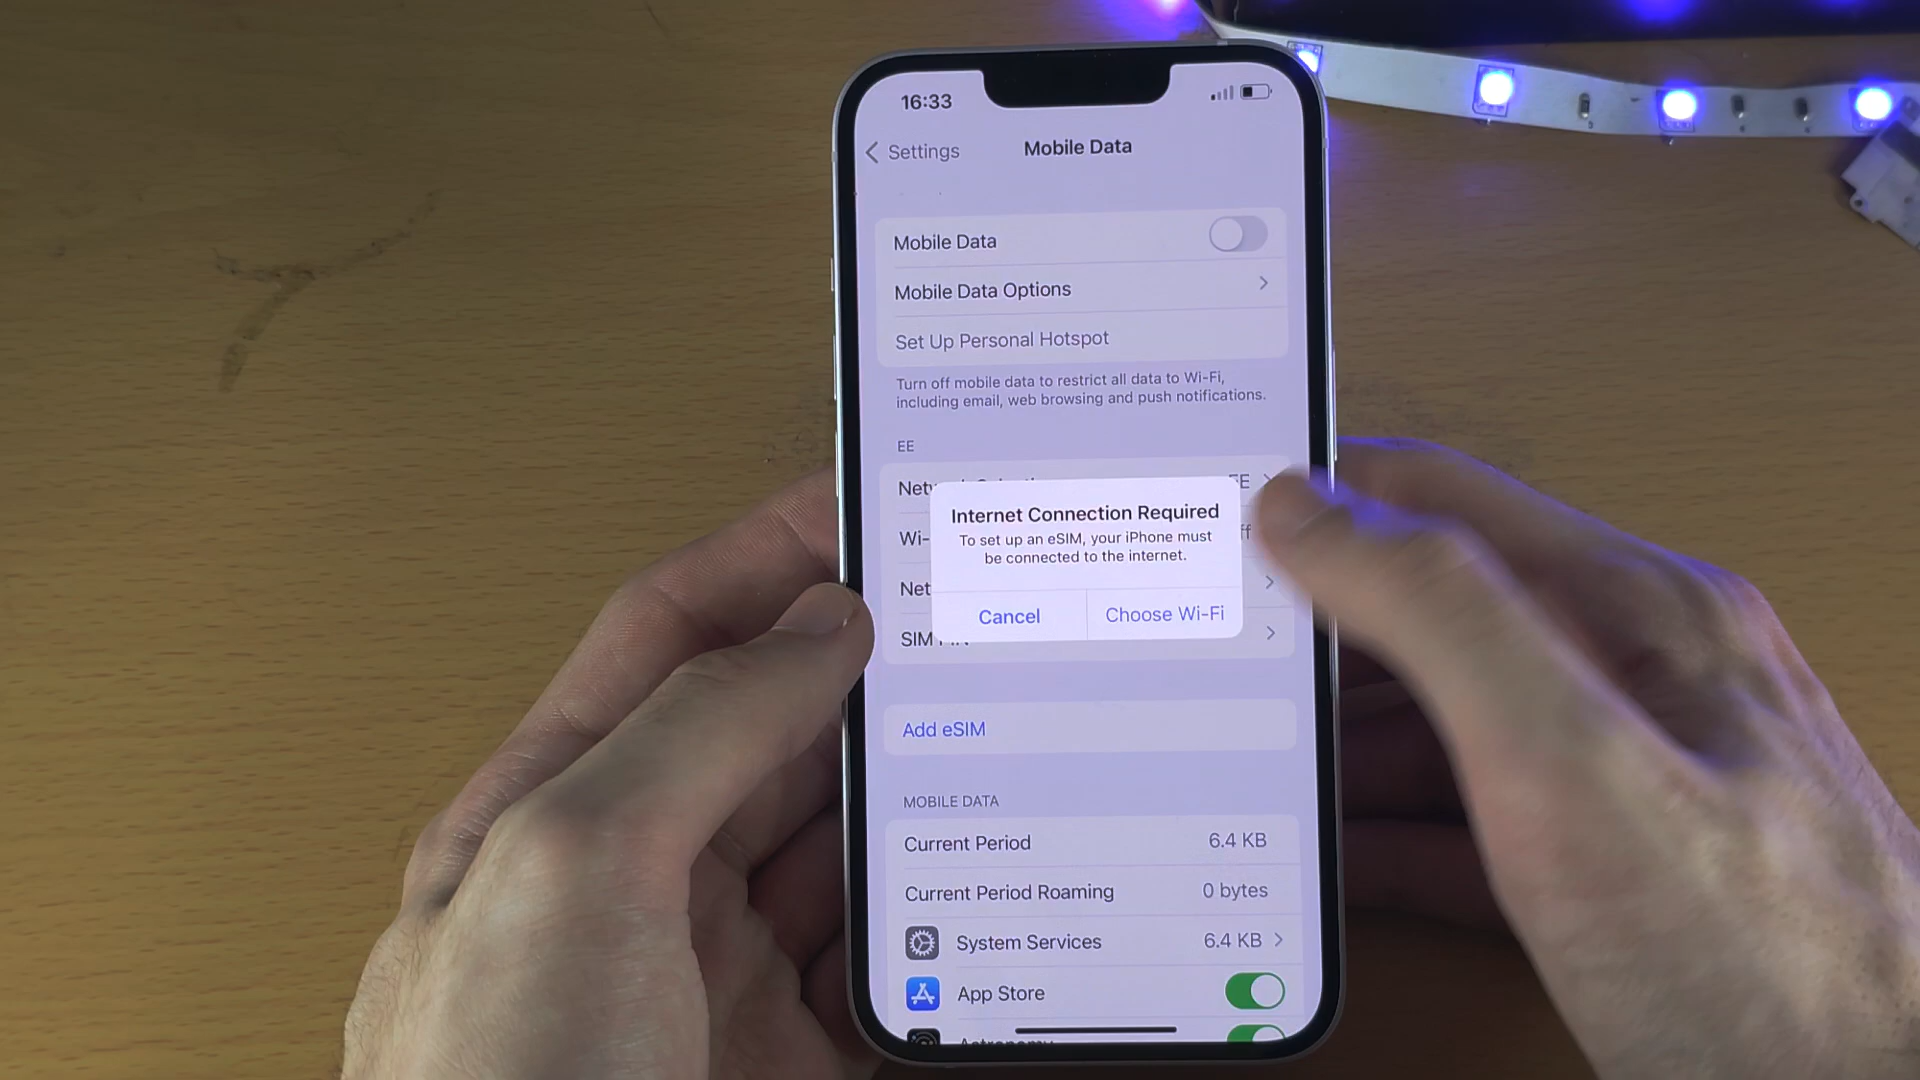 16:33
Settings
Mobile Data
Mobile Data
Mobile Data Options
Set Up Personal Hotspot
Turn off mobile data to restrict all data to Wi-Fi,
including email, web browsing and push notifications.
EE
Internet Connection Required
To set up an eSIM, your iPhone must
be connected to the internet.
Cancel
Choose Wi-Fi
SIM
Add eSIM
MOBILE DATA
Current Period
6.4 KB
Current Period Roaming
0 bytes
System Services
6.4 KB
App Store